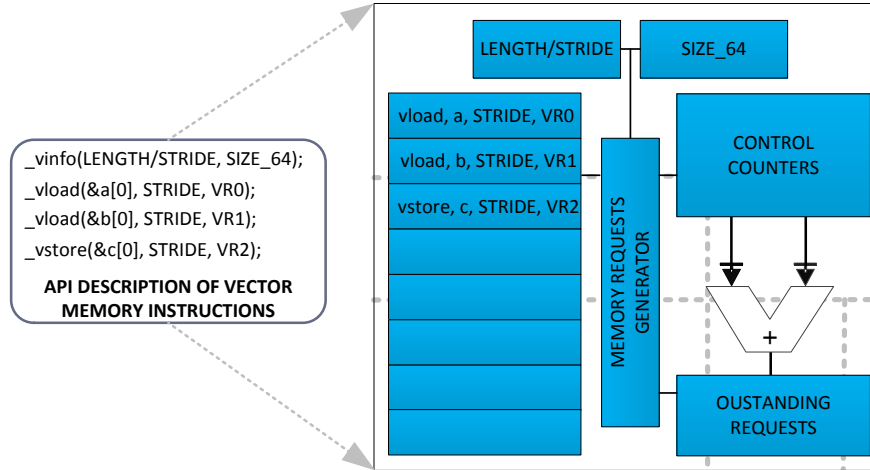 _vinfo(LENGTH/STRIDE, SIZE_64);
_vload(&a[0], STRIDE, VR0);
_vload(&b[0], STRIDE, VR1);
_vstore(&c[0], STRIDE, VR2);
API DESCRIPTION OF VECTOR
MEMORY INSTRUCTIONS
LENGTH/STRIDE
SIZE_64
vload, a, STRIDE, VR0
vload, b, STRIDE, VR1
vstore, c, STRIDE, VR2
MEMORY REQUESTS
GENERATOR
CONTROL
COUNTERS
+
OUSTANDING
REQUESTS